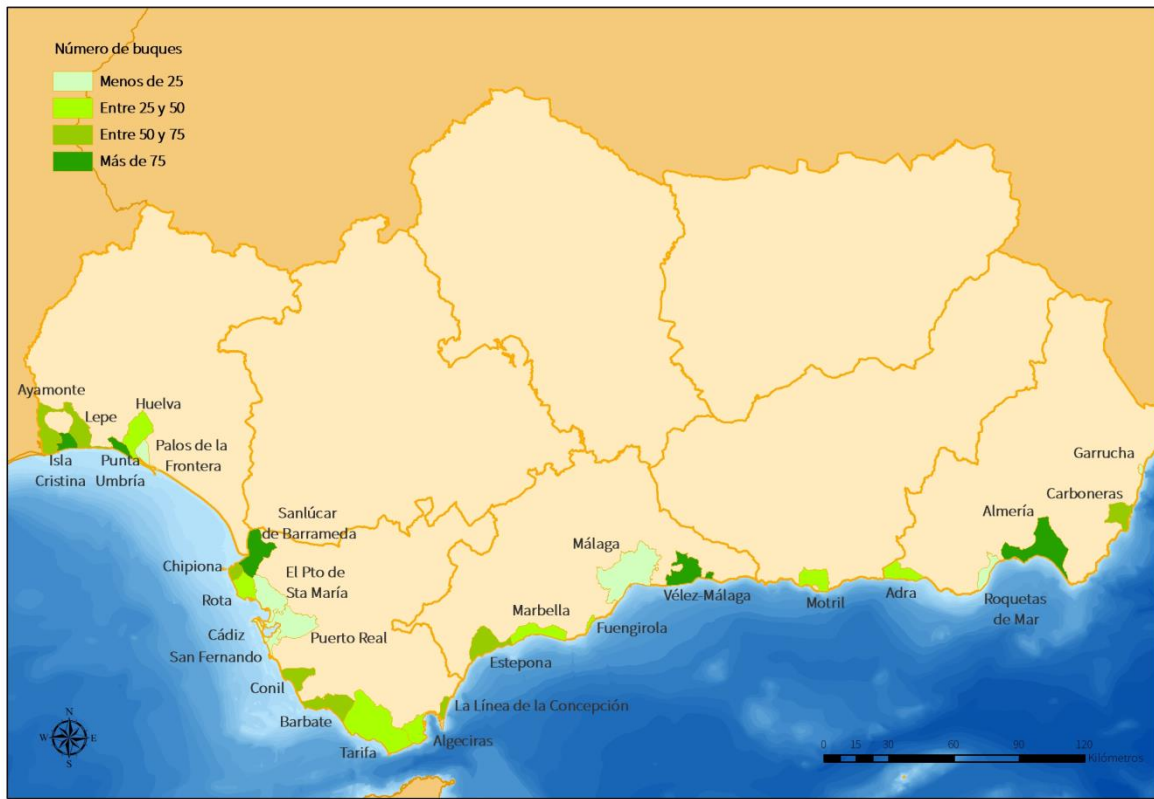 Número de buques
Menos de 25
Entre 25 y 50
Entre 50 y 75
Más de 75
Ayamonte
Lepe
Huelva
Isla
Cristina
Punta
Umbría
Palos de la
Frontera
Sanlúcar
de Barrameda
Chipiona
Rota
El Pto de
Sta María
Cádiz
San Fernando
Puerto Real
Conil
Barbate
Tarifa
Algeciras
La Línea de la Concepción
Estepona
Marbella
Fuengirola
Málaga
Vélez-Málaga
Motril
Adra
Roquetas
de Mar
Almería
Carboneras
Garrucha
N
W E
S
0 15 30 60 90 120
Kilómetros